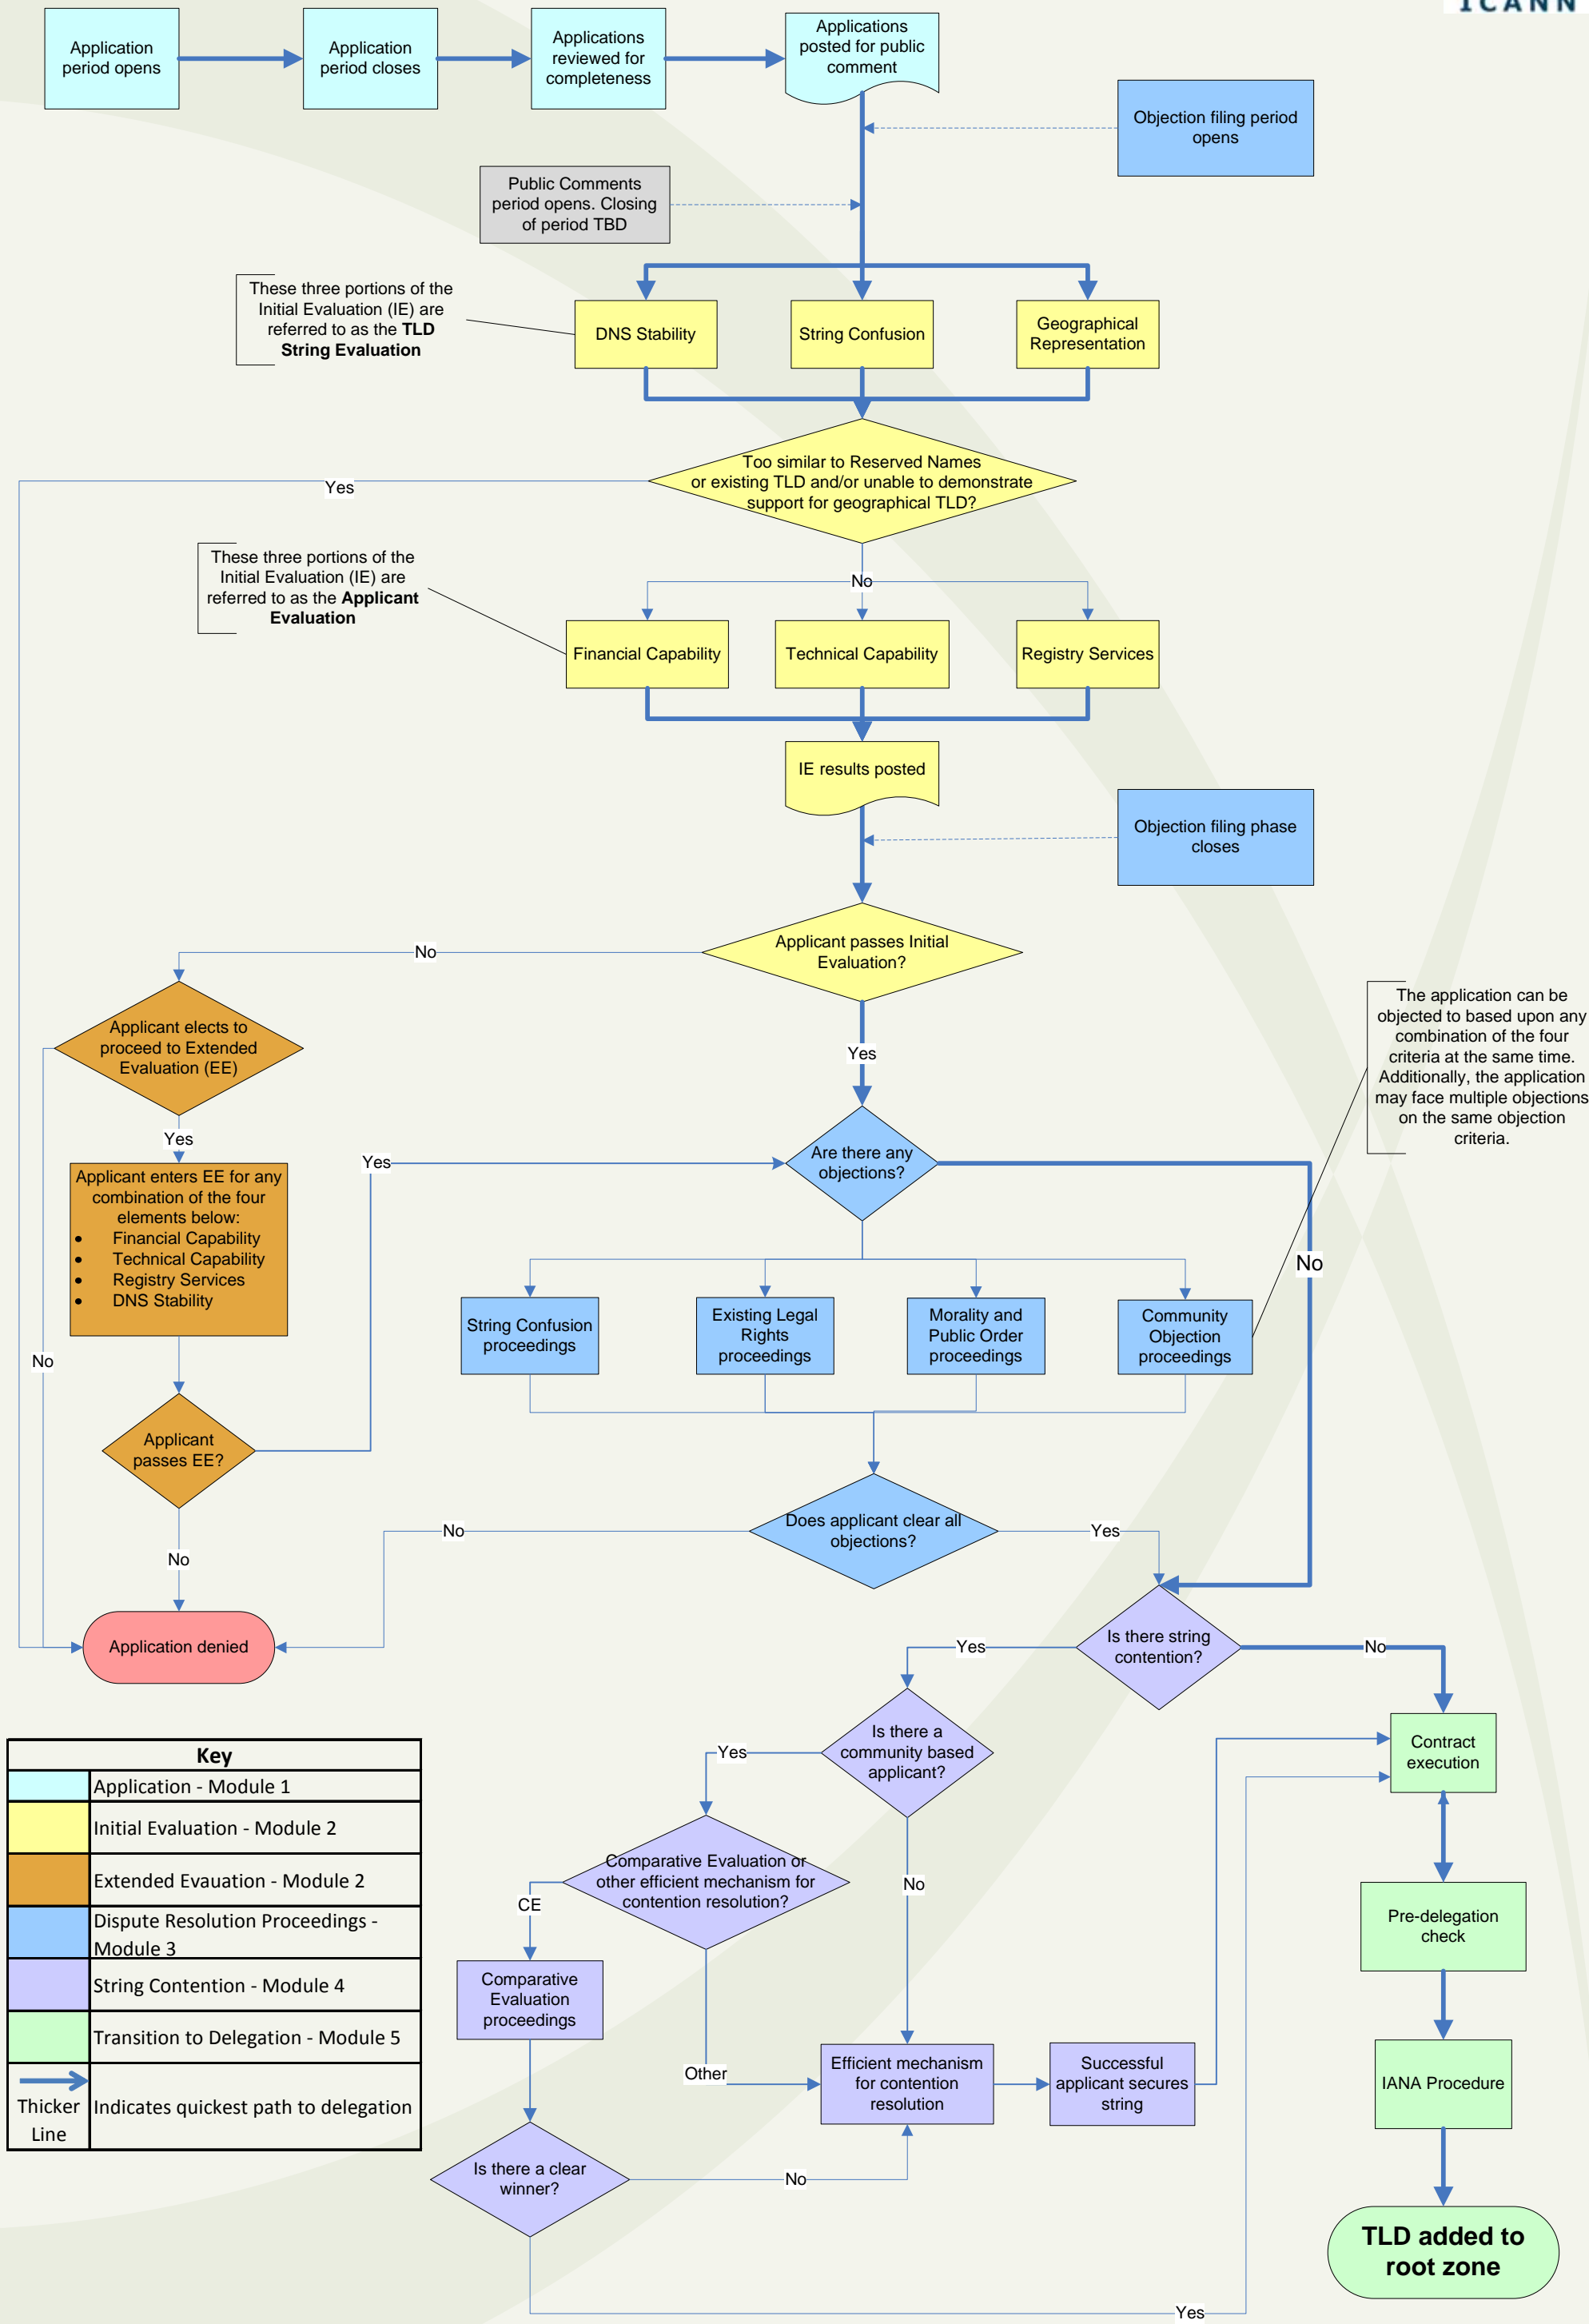 ICANN
Application
period opens
Application
period closes
Applications
reviewed for
completeness
Applications
posted for public
comment
Objection filing period
opens
Public Comments
period opens. Closing
of period TBD
These three portions of the
Initial Evaluation (IE) are
referred to as the TLD
String Evaluation
DNS Stability
String Confusion
Geographical
Representation
Too similar to Reserved Names
or existing TLD and/or unable to demonstrate
support for geographical TLD?
Yes
No
These three portions of the
Initial Evaluation (IE) are
referred to as the Applicant
Evaluation
Financial Capability
Technical Capability
Registry Services
IE results posted
Objection filing phase
closes
Applicant passes Initial
Evaluation?
No
Yes
The application can be
objected to based upon any
combination of the four
criteria at the same time.
Additionally, the application
may face multiple objections
on the same objection
criteria.
Applicant elects to
proceed to Extended
Evaluation (EE)
Yes
No
Applicant enters EE for any
combination of the four
elements below:
• Financial Capability
• Technical Capability
• Registry Services
• DNS Stability
Yes
Are there any
objections?
No
String Confusion
proceedings
Existing Legal
Rights
proceedings
Morality and
Public Order
proceedings
Community
Objection
proceedings
Applicant
passes EE?
No
Does applicant clear all
objections?
No
Yes
Application denied
Is there string
contention?
Yes
No
Is there a
community based
applicant?
Yes
No
Contract
execution
Comparative Evaluation or
other efficient mechanism for
contention resolution?
CE
Other
Pre-delegation
check
Comparative
Evaluation
proceedings
Efficient mechanism
for contention
resolution
Successful
applicant secures
string
IANA Procedure
Is there a clear
winner?
No
Yes
TLD added to
root zone
Key
Application - Module 1
Initial Evaluation - Module 2
Extended Evauation - Module 2
Dispute Resolution Proceedings -
Module 3
String Contention - Module 4
Transition to Delegation - Module 5
Thicker
Line
Indicates quickest path to delegation